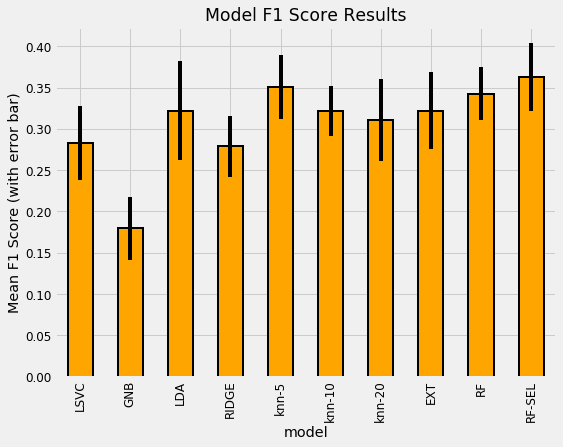 Model F1 Score Results
Mean F1 Score (with error bar)
0.40
0.35
0.30
0.25
0.20
0.15
0.10
0.05
0.00
LSVC
GNB
LDA
RIDGE
knn-5
knn-10
knn-20
EXT
RF
RF-SEL
model